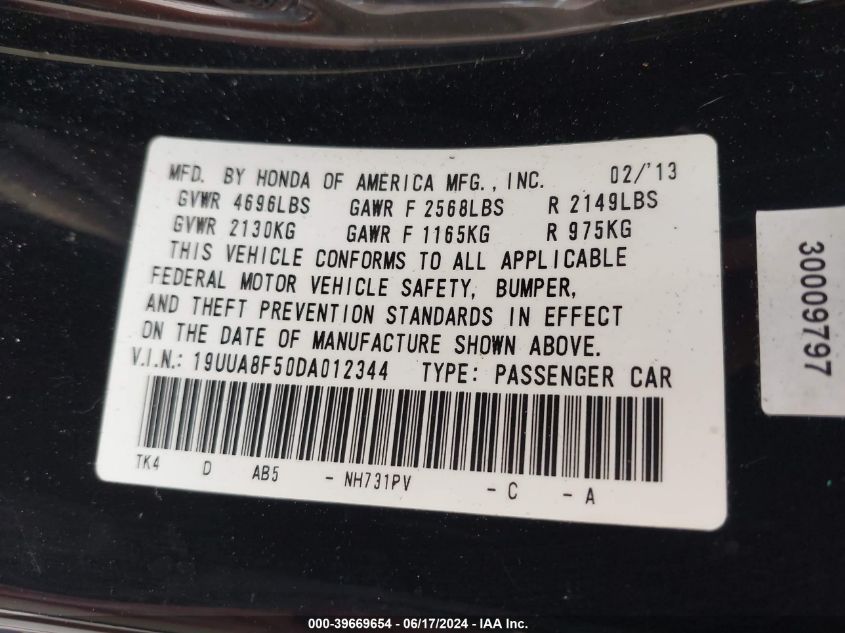 MFD. BY HONDA OF AMERICA MFG., INC. 02/'13
GVWR 4696LBS GAWR F 2568LBS R 2149LBS
GVWR 2130KG GAWR F 1165KG R 975KG
THIS VEHICLE CONFORMS TO ALL APPLICABLE
FEDERAL MOTOR VEHICLE SAFETY, BUMPER,
AND THEFT PREVENTION STANDARDS IN EFFECT
ON THE DATE OF MANUFACTURE SHOWN ABOVE.
V.I.N.: 19UUA8F50DA012344 TYPE: PASSENGER CAR
TK4 D AB5 - NH731PV - C - A
30009797
000-39669654 / 06/17/2024 - IAA Inc.